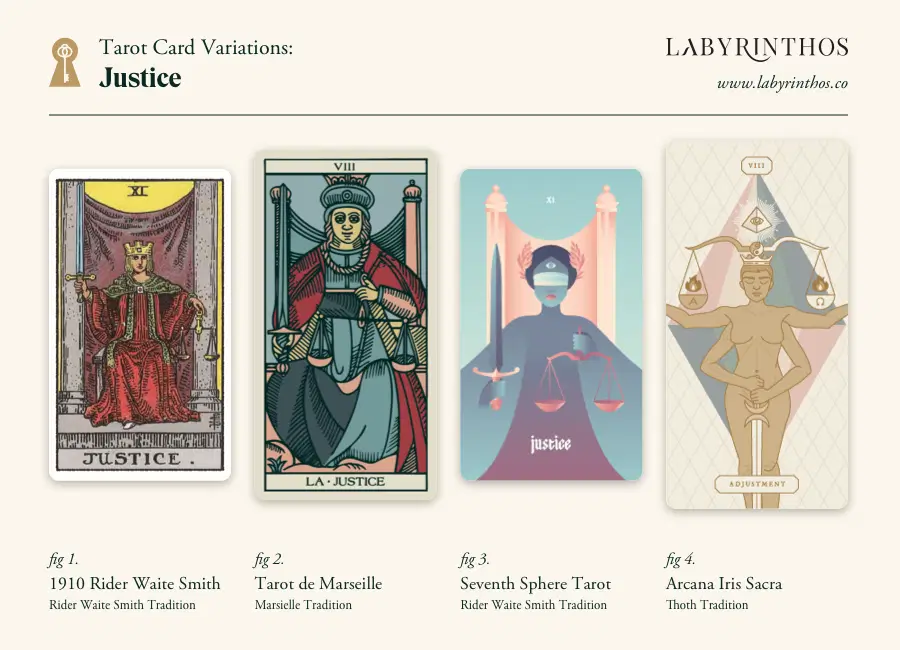 Tarot Card Variations:
Justice
LABYRINTHOS
www.labyrinthos.co
XI
JUSTICE .
VIII
LA · JUSTICE
XI
justice
VIII
A
Ω
ADJUSTMENT
fig 1.
1910 Rider Waite Smith
Rider Waite Smith Tradition
fig 2.
Tarot de Marseille
Marsielle Tradition
fig 3.
Seventh Sphere Tarot
Rider Waite Smith Tradition
fig 4.
Arcana Iris Sacra
Thoth Tradition